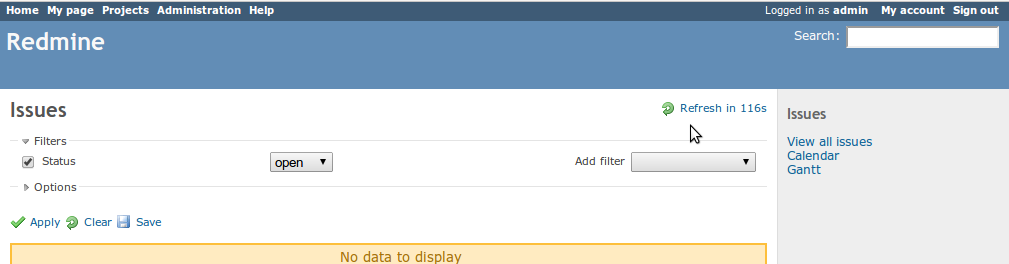 Home My page Projects Administration Help Logged in as admin My account Sign out
Redmine
Search:
Issues
Refresh in 116s
Filters
Status open Add filter
Options
Apply Clear Save
No data to display
Issues
View all issues
Calendar
Gantt